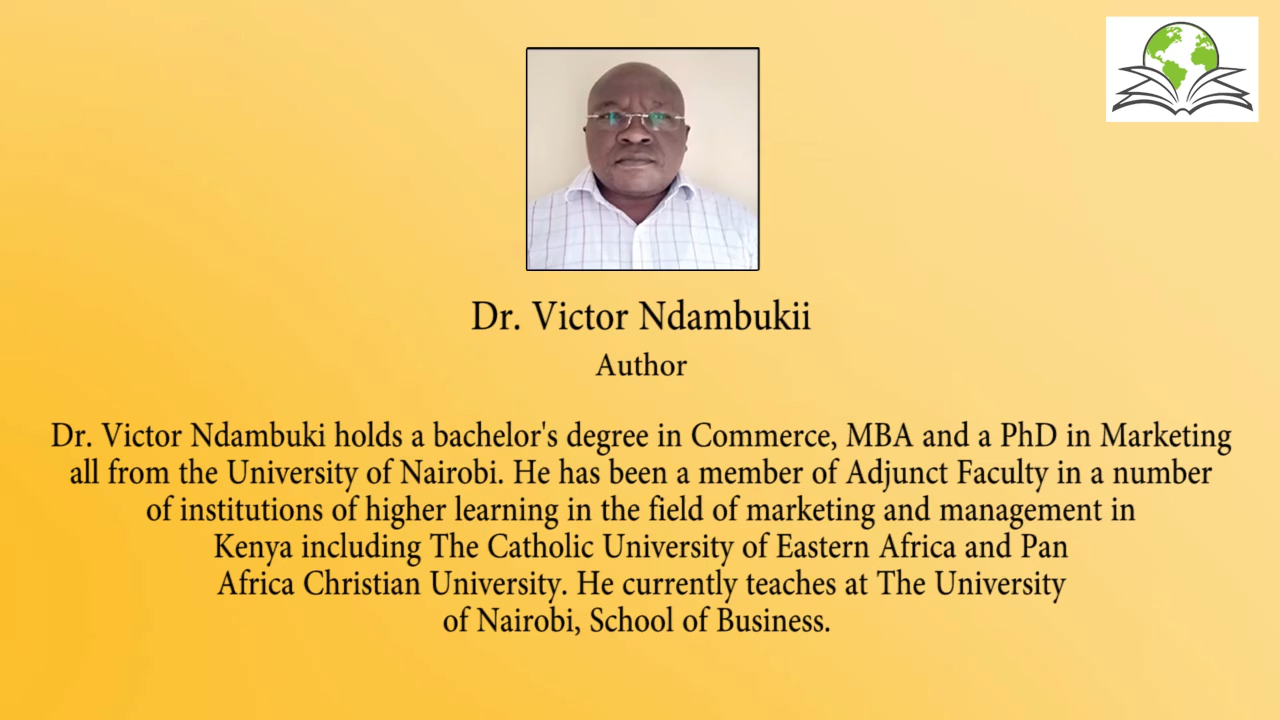 Dr. Victor Ndambukii
Author
Dr. Victor Ndambuki holds a bachelor's degree in Commerce, MBA and a PhD in Marketing
all from the University of Nairobi. He has been a member of Adjunct Faculty in a number
of institutions of higher learning in the field of marketing and management in
Kenya including The Catholic University of Eastern Africa and Pan
Africa Christian University. He currently teaches at The University
of Nairobi, School of Business.